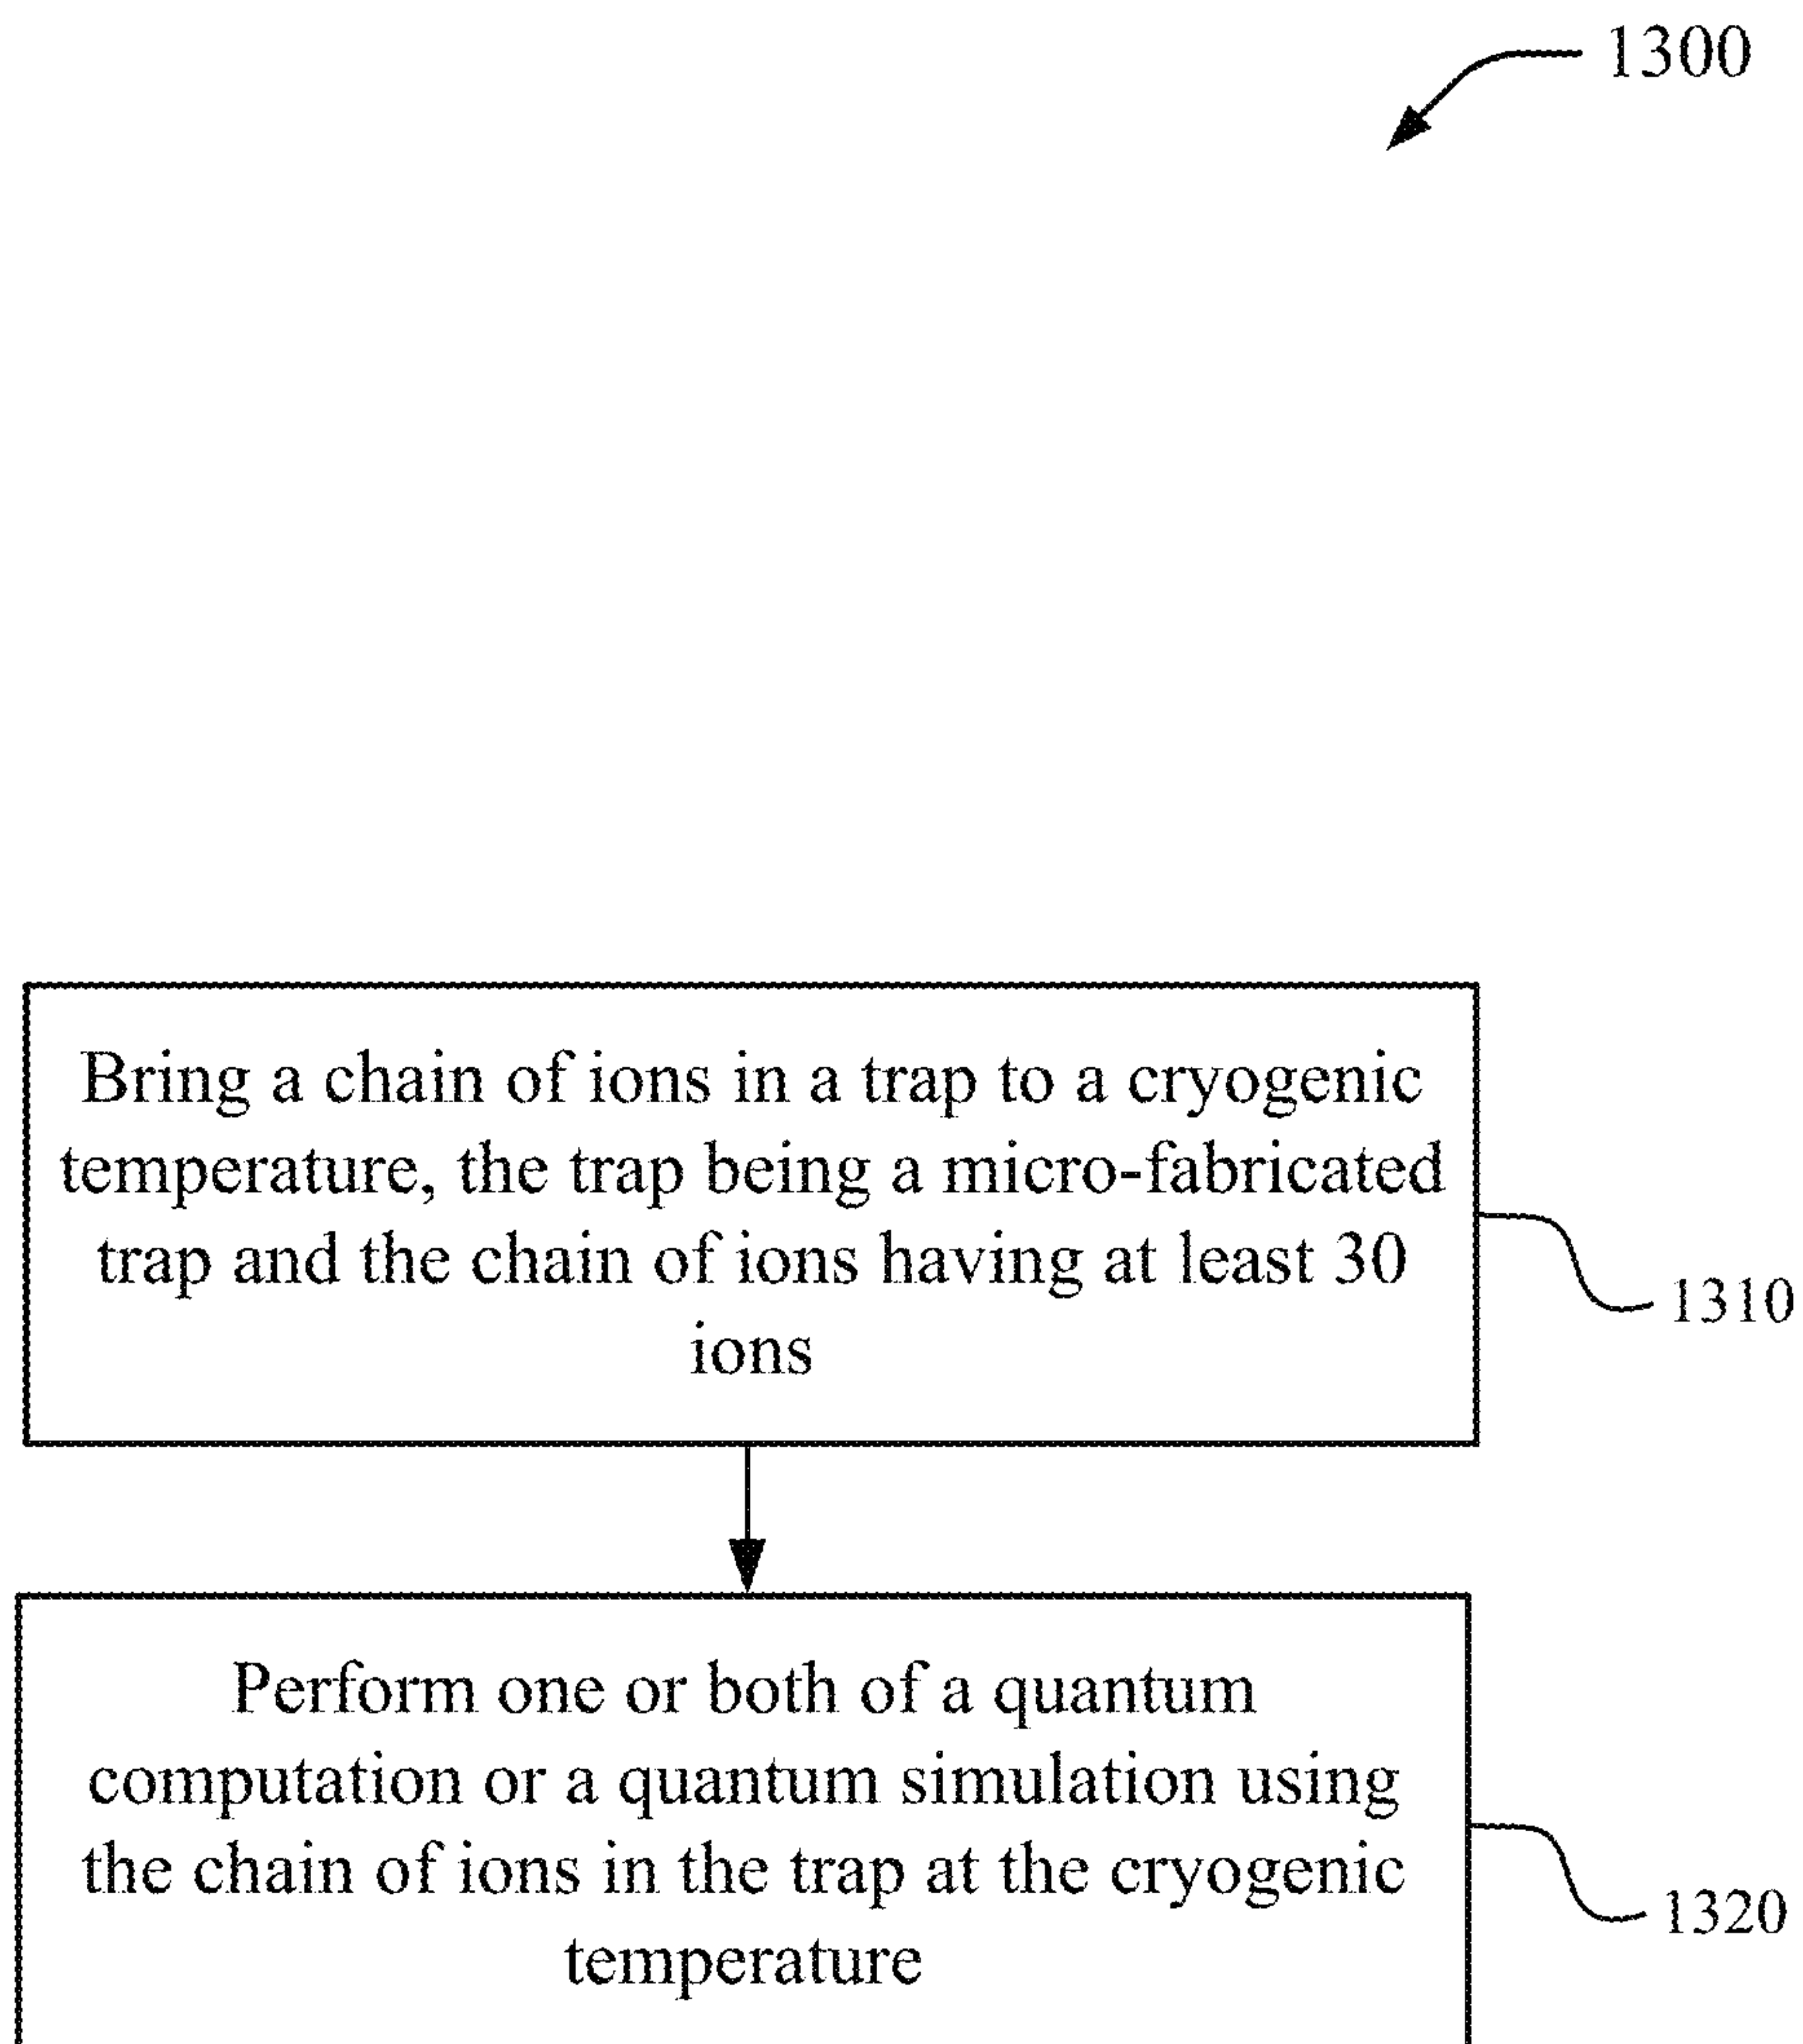 1300
Bring a chain of ions in a trap to a cryogenic
temperature, the trap being a micro-fabricated
trap and the chain of ions having at least 30
ions
1310
Perform one or both of a quantum
computation or a quantum simulation using
the chain of ions in the trap at the cryogenic
temperature
1320